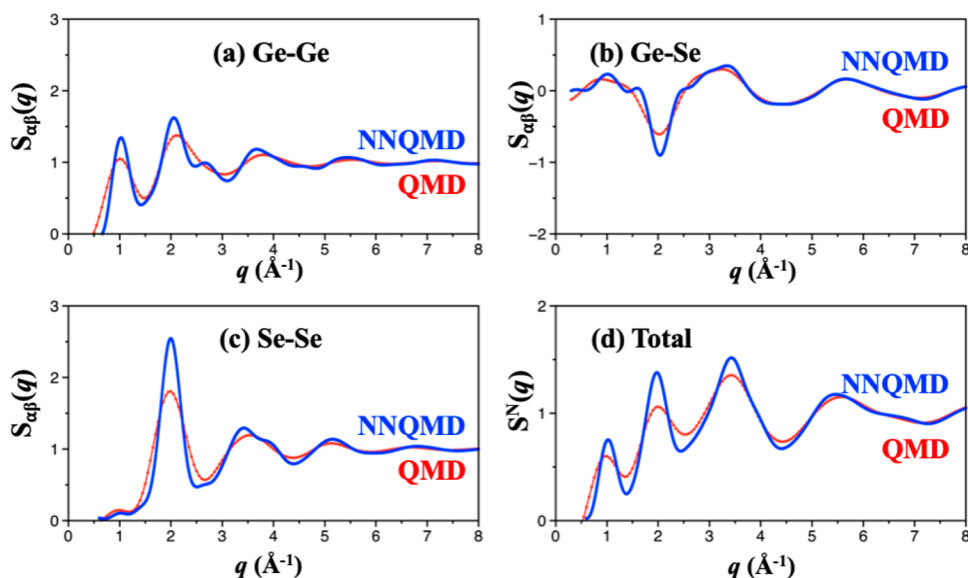 (a) Ge-Ge
NNQMD
QMD
Sαβ(q)
3
2
1
0
0 1 2 3 4 5 6 7 8
q (Å⁻¹)
(b) Ge-Se
NNQMD
QMD
Sαβ(q)
1
0
−1
−2
0 1 2 3 4 5 6 7 8
q (Å⁻¹)
(c) Se-Se
NNQMD
QMD
Sαβ(q)
3
2
1
0
0 1 2 3 4 5 6 7 8
q (Å⁻¹)
(d) Total
NNQMD
QMD
Sᴺ(q)
2
1
0
0 1 2 3 4 5 6 7 8
q (Å⁻¹)